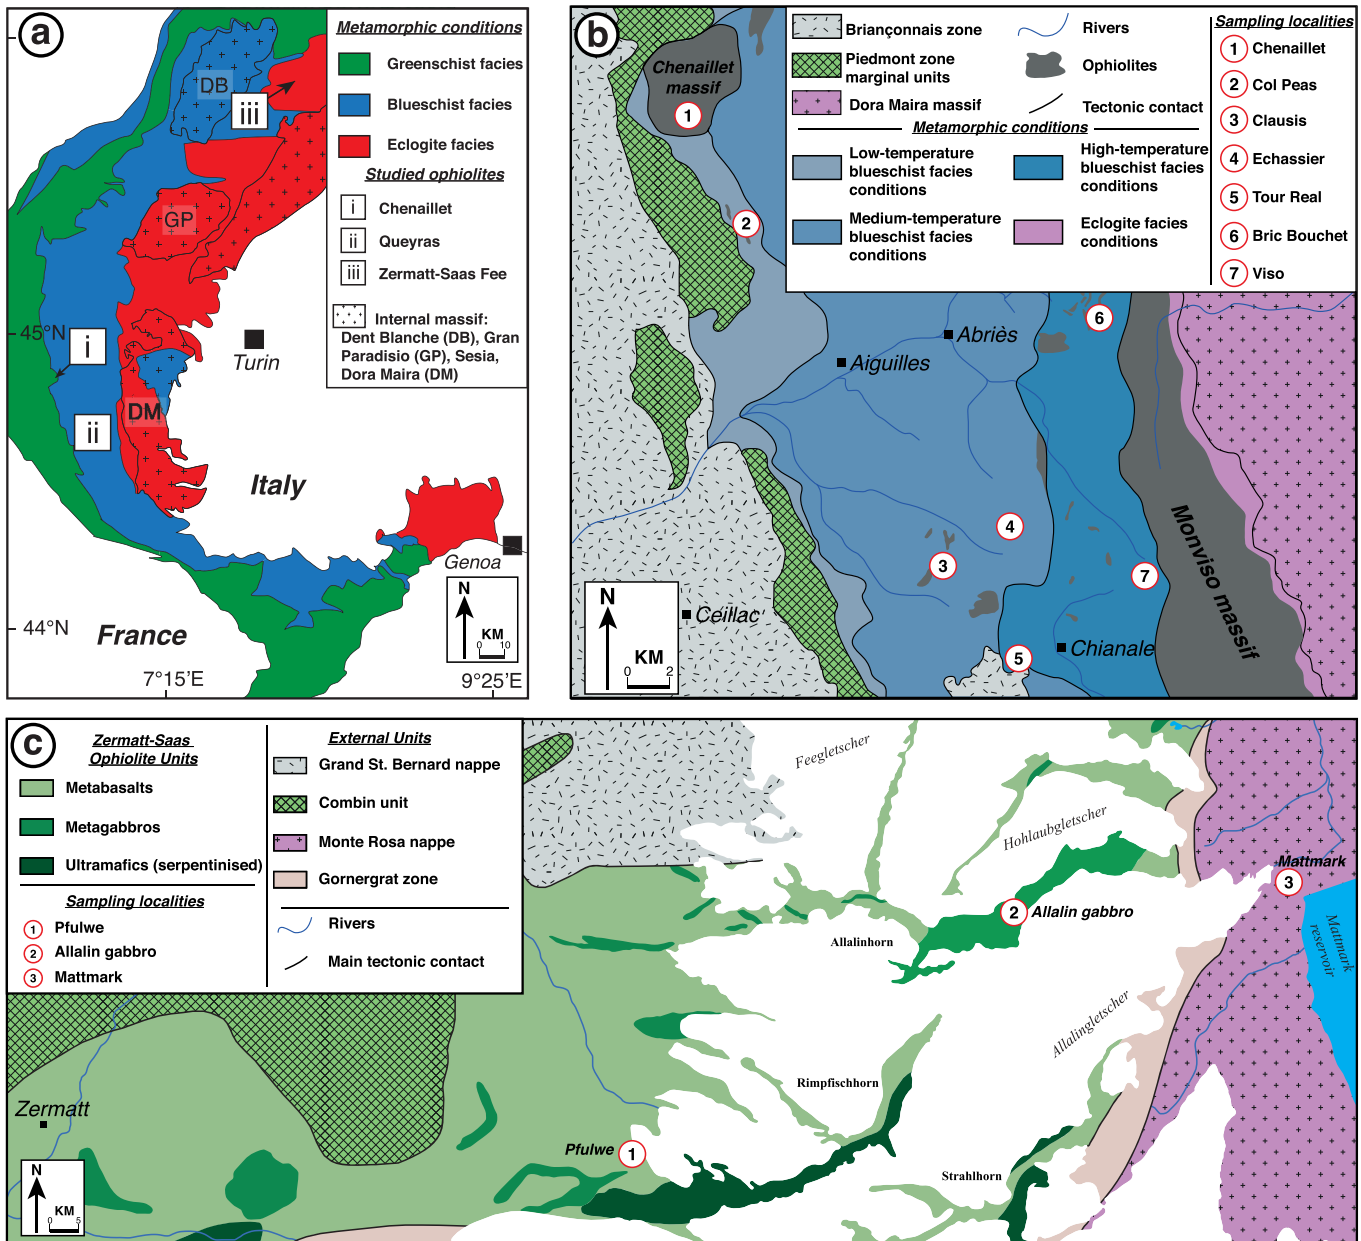 a
Metamorphic conditions
Greenschist facies
Blueschist facies
Eclogite facies
Studied ophiolites
i
Chenaillet
ii
Queyras
iii
Zermatt-Saas Fee
Internal massif:
Dent Blanche (DB), Gran
Paradisio (GP), Sesia,
Dora Maira (DM)
DB
iii
GP
45°N
i
Turin
DM
ii
Italy
Genoa
44°N
France
N
KM
0 10
7°15'E
9°25'E
b
Briançonnais zone
Piedmont zone
marginal units
Dora Maira massif
Rivers
Ophiolites
Tectonic contact
Metamorphic conditions
Low-temperature
blueschist facies
conditions
High-temperature
blueschist facies
conditions
Medium-temperature
blueschist facies
conditions
Eclogite facies
conditions
Sampling localities
1 Chenaillet
2 Col Peas
3 Clausis
4 Echassier
5 Tour Real
6 Bric Bouchet
7 Viso
Chenaillet
massif
1
2
6
Abriès
Aiguilles
4
3
7
Monviso massif
N
KM
0 2
Ceillac
5
Chianale
c
Zermatt-Saas
Ophiolite Units
Metabasalts
Metagabbros
Ultramafics (serpentinised)
Sampling localities
1 Pfulwe
2 Allalin gabbro
3 Mattmark
External Units
Grand St. Bernard nappe
Combin unit
Monte Rosa nappe
Gornergrat zone
Rivers
Main tectonic contact
Feegletscher
Hohlaubgletscher
Mattmark
3
2 Allalin gabbro
Allalinhorn
Mattmark
reservoir
Allalingletscher
Rimpfischhorn
Zermatt
Pfulwe 1
Strahlhorn
N
KM
0 5